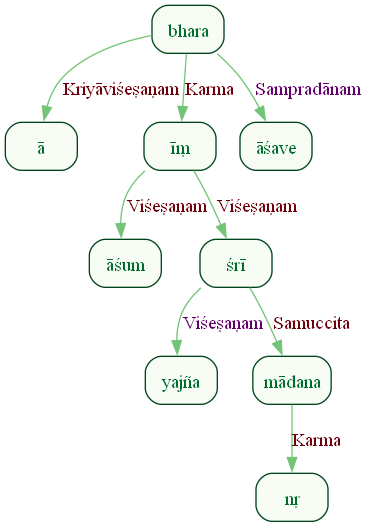 bhara
Kriyāviśeṣaṇam Karma Sampradānam
ā īṃ āśave
Viśeṣaṇam Viśeṣaṇam
āśum śrī
Viśeṣaṇam Samuccita
yajña mādana
Karma
nṛ